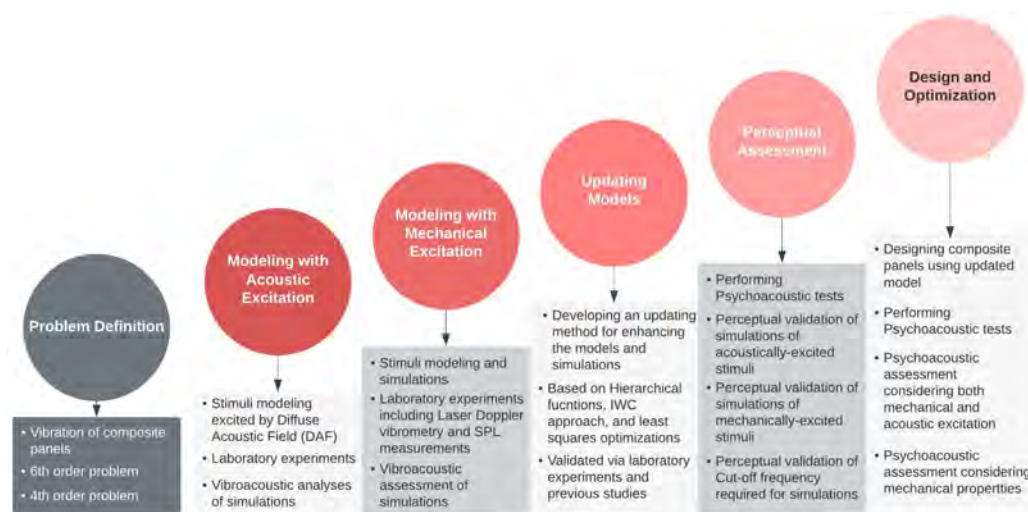 Problem Definition
• Vibration of composite
panels
• 6th order problem
• 4th order problem
Modeling with
Acoustic
Excitation
• Stimuli modeling
excited by Diffuse
Acoustic Field (DAF)
• Laboratory experiments
• Vibroacoustic analyses
of simulations
Modeling with
Mechanical
Excitation
• Stimuli modeling and
simulations
• Laboratory experiments
including Laser Doppler
vibrometry and SPL
measurements
• Vibroacoustic
assessment of
simulations
Updating
Models
• Developing an updating
method for enhancing
the models and
simulations
• Based on Hierarchical
fucntions, IWC
approach, and least
squares optimizations
• Validated via laboratory
experiments and
previous studies
Perceptual
Assessment
• Performing
Psychoacoustic tests
• Perceptual validation of
simulations of
acoustically-excited
stimuli
• Perceptual validation of
simulations of
mechanically-excited
stimuli
• Perceptual validation of
Cut-off frequency
required for simulations
Design and
Optimization
• Designing composite
panels using updated
model
• Performing
Psychoacoustic tests
• Psychoacoustic
assessment
considering both
mechanical and
acoustic excitation
• Psychoacoustic
assessment considering
mechanical propertties